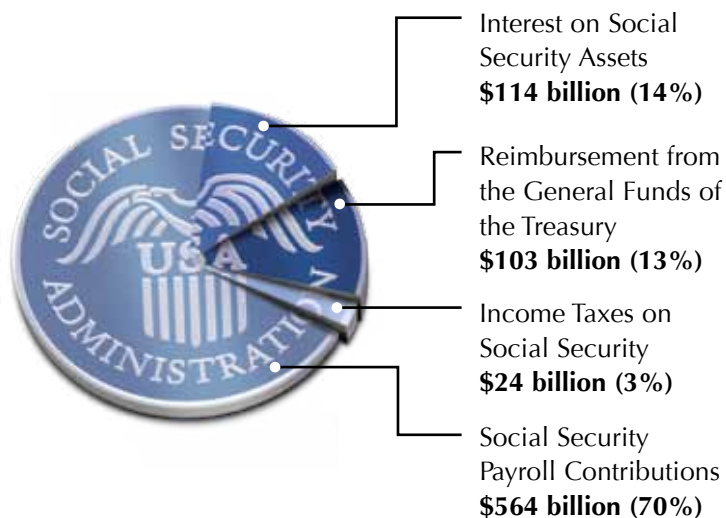 Interest on Social
Security Assets
$114 billion (14%)
Reimbursement from
the General Funds of
the Treasury
$103 billion (13%)
Income Taxes on
Social Security
$24 billion (3%)
Social Security
Payroll Contributions
$564 billion (70%)
SOCIAL SECURITY
USA
ADMINISTRATION